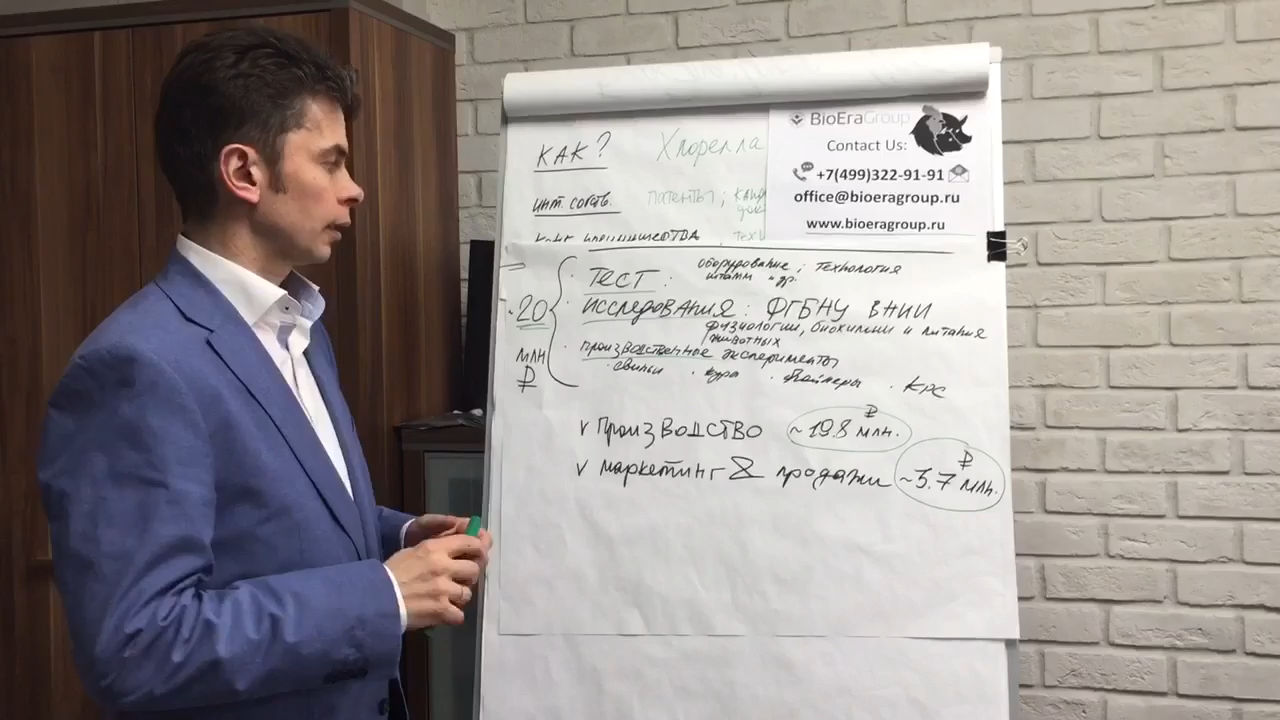 КАК? Хлорелла
инт. собств. патенты;
преимущества
BioEraGroup
Contact Us:
+7(499)322-91-91
office@bioeragroup.ru
www.bioeragroup.ru
~20 млн ₽
· Тест: оборудование; технология
штамм и др.
· Исследования: ФГБНУ ВНИИ
физиологии, биохимии и питания
животных
· производственные эксперименты
· свиньи · куры · бройлеры · КРС
v Производство ~19.8 млн. ₽
v маркетинг & продажи ~3.7 млн. ₽